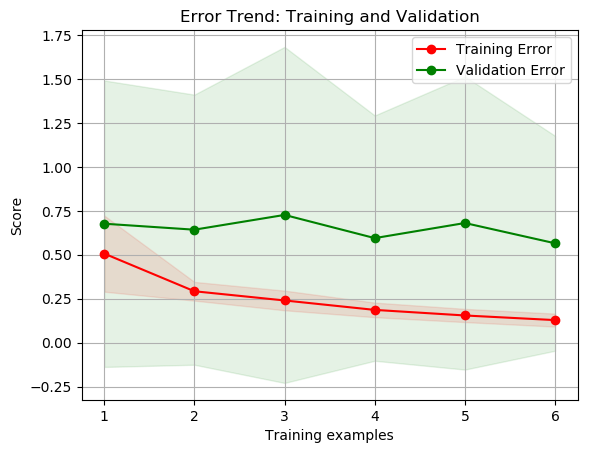 Error Trend: Training and Validation
Training Error
Validation Error
Score
1.75
1.50
1.25
1.00
0.75
0.50
0.25
0.00
−0.25
1 2 3 4 5 6
Training examples